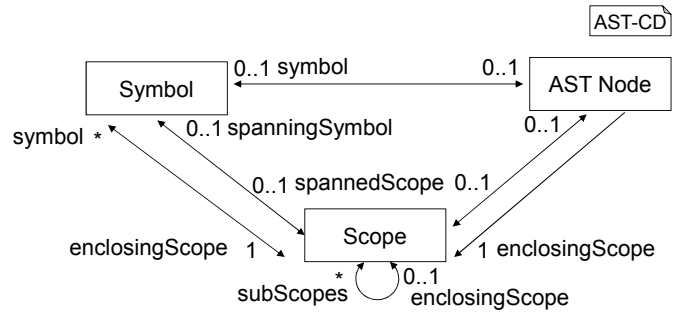 AST-CD
0..1 symbol 0..1
Symbol
AST Node
symbol *
0..1 spanningSymbol
0..1
0..1 spannedScope 0..1
Scope
enclosingScope 1
1 enclosingScope
* 0..1
subScopes
enclosingScope